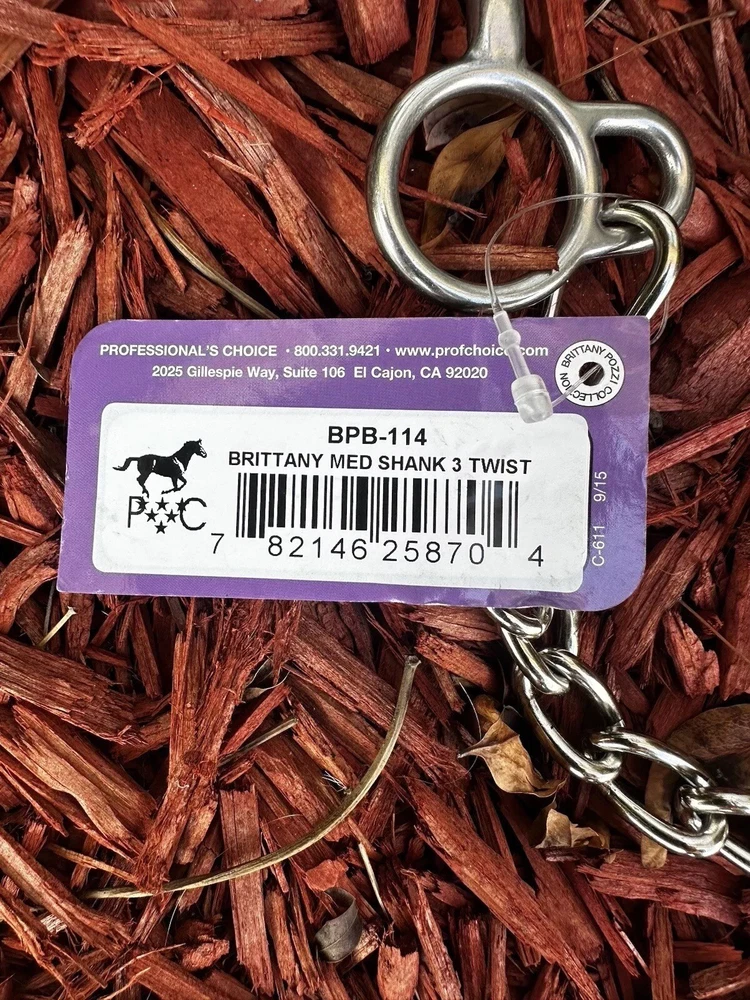 PROFESSIONAL'S CHOICE • 800.331.9421 • www.profchoice.com
2025 Gillespie Way, Suite 106 El Cajon, CA 92020
BRITTANY POZZI COLLECTION
BPB-114
BRITTANY MED SHANK 3 TWIST
P C
7 82146 25870 4
C-611 9/15